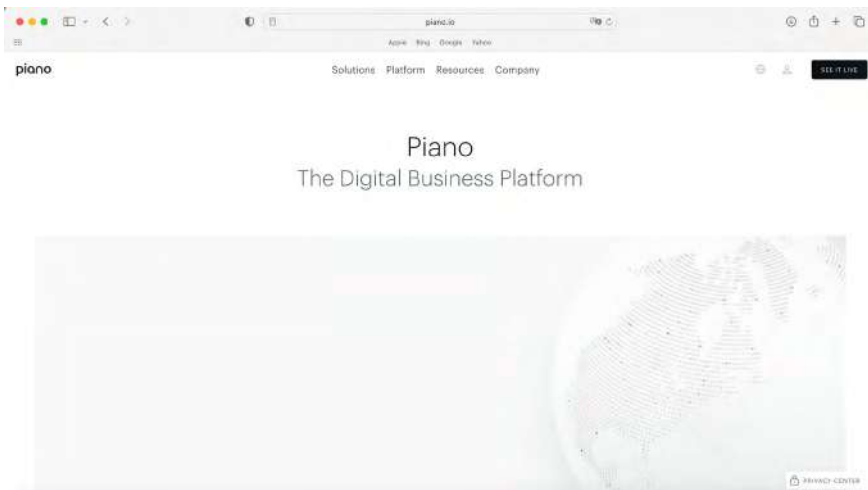 piano.io
Apple Bing Google Yahoo
piano
Solutions Platform Resources Company
SEE IT LIVE
Piano
The Digital Business Platform
PRIVACY CENTER